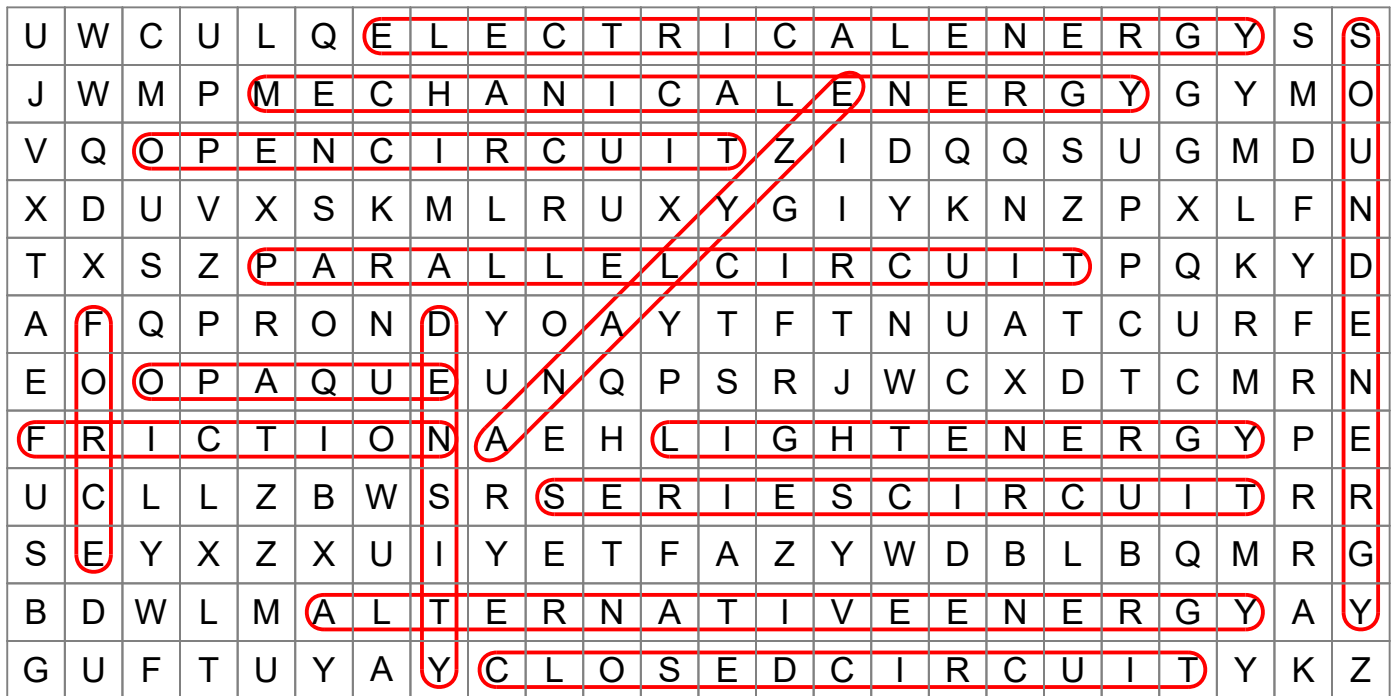 U W C U L Q E L E C T R I C A L E N E R G Y S S
J W M P M E C H A N I C A L E N E R G Y G Y M O
V Q O P E N C I R C U I T Z I D Q Q S U G M D U
X D U V X S K M L R U X Y G I Y K N Z P X L F N
T X S Z P A R A L L E L C I R C U I T P Q K Y D
A F Q P R O N D Y O A Y T F T N U A T C U R F E
E O O P A Q U E U N Q P S R J W C X D T C M R N
F R I C T I O N A E H L I G H T E N E R G Y P E
U C L L Z B W S R S E R I E S C I R C U I T R R
S E Y X Z X U I Y E T F A Z Y W D B L B Q M R G
B D W L M A L T E R N A T I V E E N E R G Y A Y
G U F T U Y A Y C L O S E D C I R C U I T Y K Z